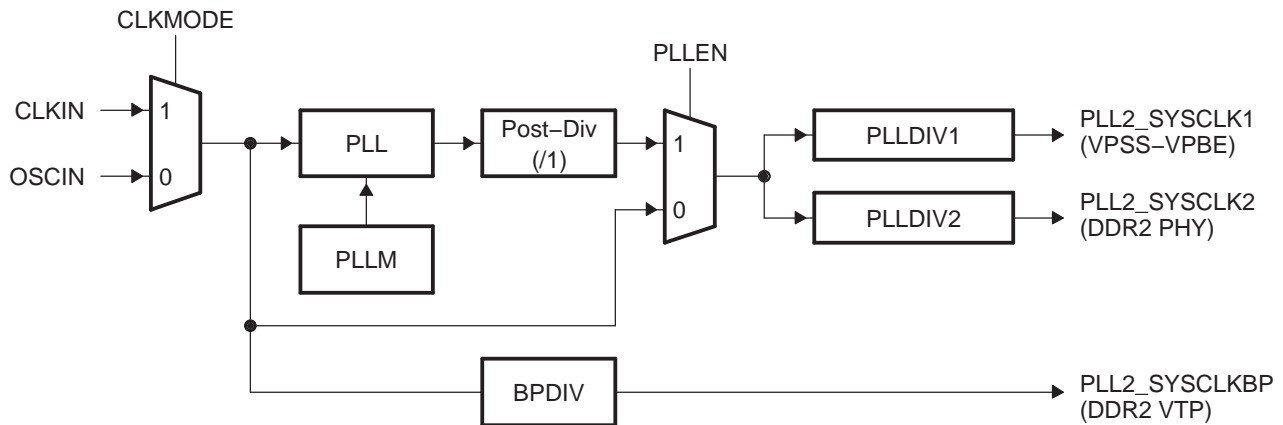 CLKMODE
CLKIN
OSCIN
1
0
PLL
PLLM
Post–Div
(/1)
PLLEN
1
0
PLLDIV1
PLL2_SYSCLK1
(VPSS–VPBE)
PLLDIV2
PLL2_SYSCLK2
(DDR2 PHY)
BPDIV
PLL2_SYSCLKBP
(DDR2 VTP)